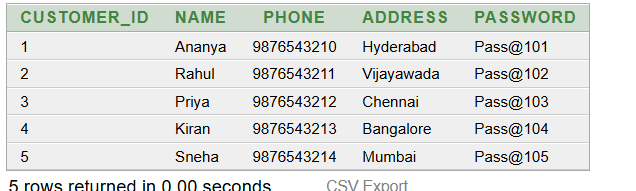 CUSTOMER_ID NAME PHONE ADDRESS PASSWORD
1 Ananya 9876543210 Hyderabad Pass@101
2 Rahul 9876543211 Vijayawada Pass@102
3 Priya 9876543212 Chennai Pass@103
4 Kiran 9876543213 Bangalore Pass@104
5 Sneha 9876543214 Mumbai Pass@105
5 rows returned in 0.00 seconds CSV Export